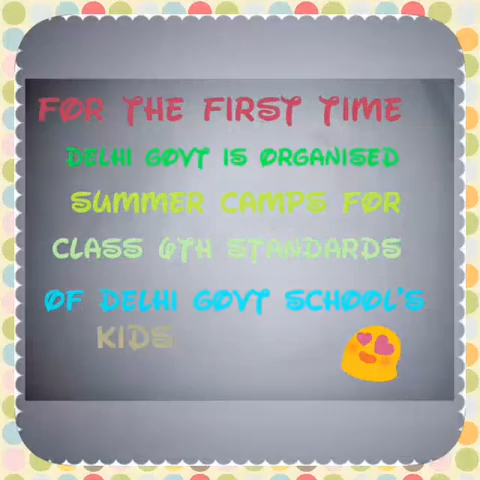 FOR THE FIRST TIME
DELHI GOVT IS ORGANISED
SUMMER CAMPS FOR
CLASS 6TH STANDARDS
OF DELHI GOVT SCHOOL'S
KIDS